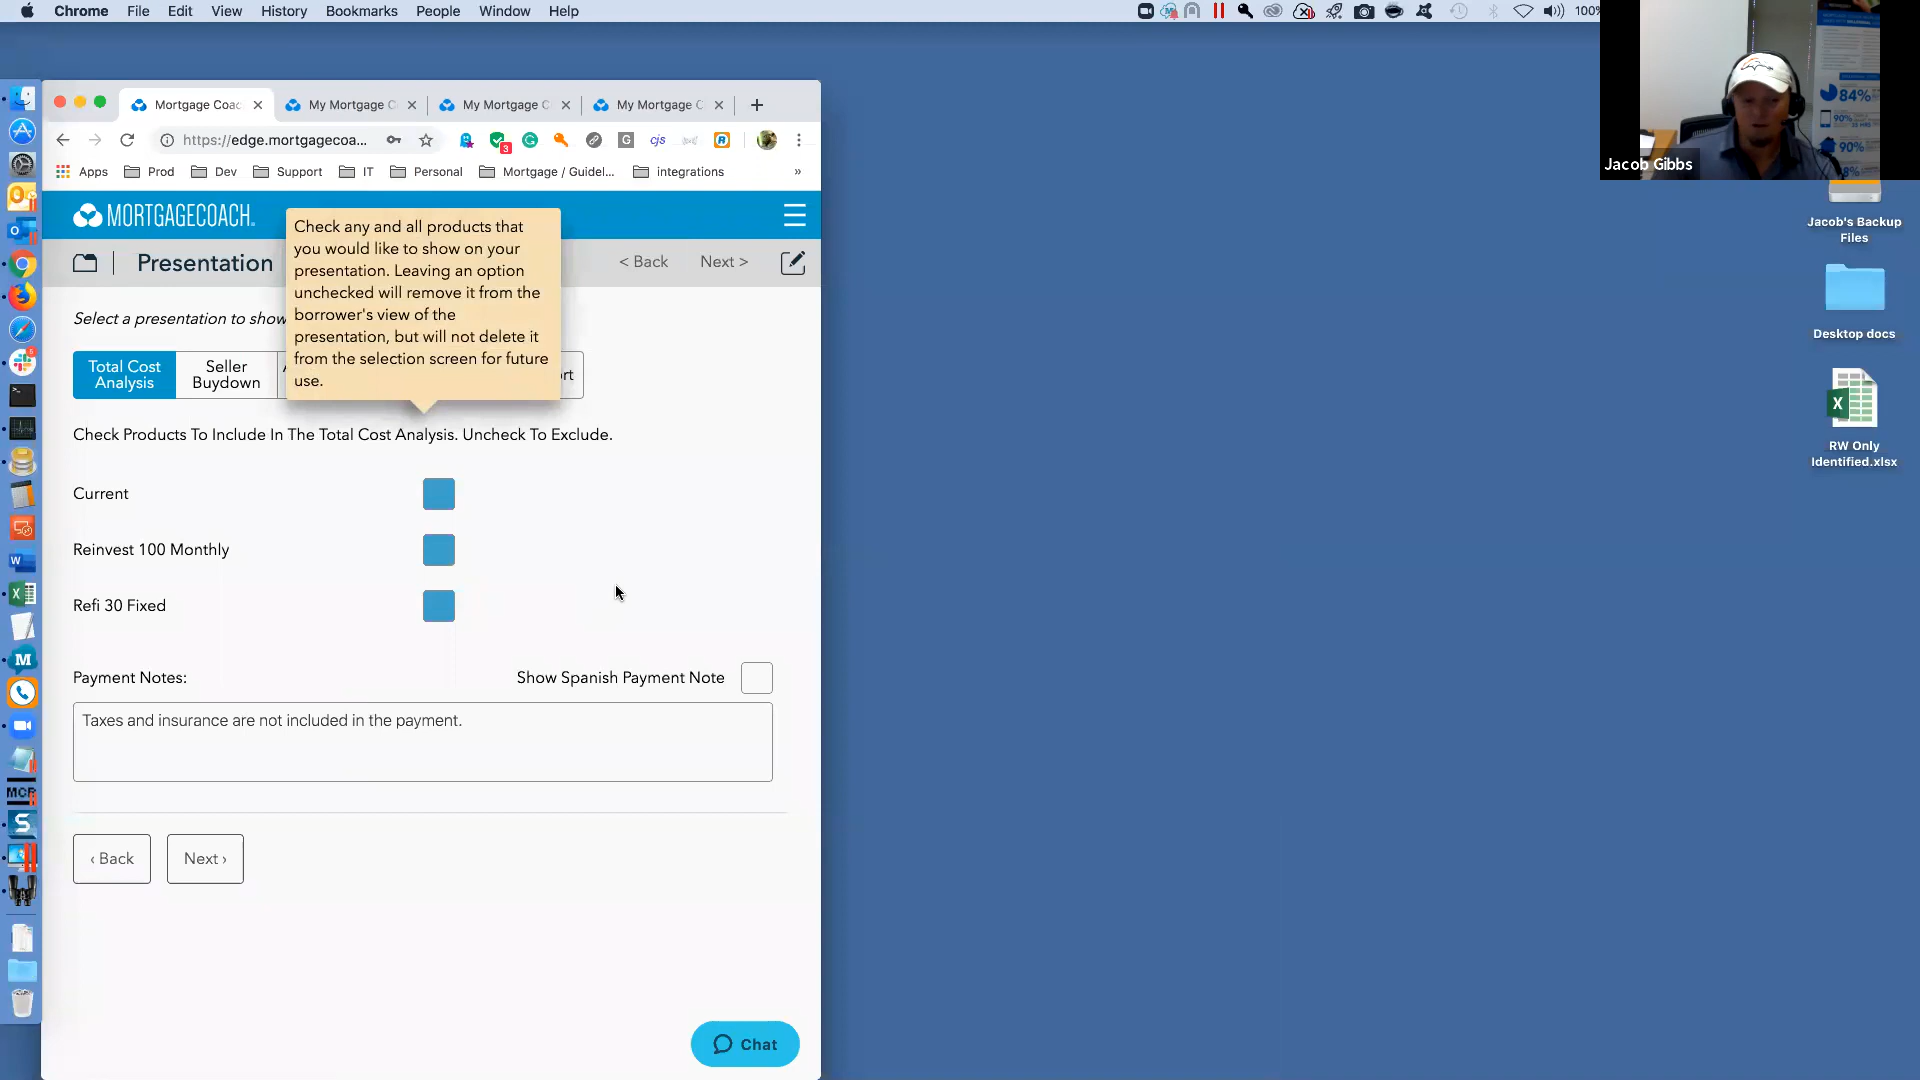 Chrome File Edit View History Bookmarks People Window Help
100%
Mortgage Coac
My Mortgage C
My Mortgage C
My Mortgage C
https://edge.mortgagecoa...
3
G
cjs
R
Apps Prod Dev Support IT Personal Mortgage / Guidel... integrations »
MORTGAGECOACH.
Presentation
< Back Next >
Check any and all products that
you would like to show on your
presentation. Leaving an option
unchecked will remove it from the
borrower's view of the
presentation, but will not delete it
from the selection screen for future
use.
Select a presentation to show
Total Cost
Analysis
Seller
Buydown
rt
Check Products To Include In The Total Cost Analysis. Uncheck To Exclude.
Current
Reinvest 100 Monthly
Refi 30 Fixed
Payment Notes:
Show Spanish Payment Note
Taxes and insurance are not included in the payment.
‹ Back
Next ›
Chat
84%
90%
90%
Jacob Gibbs
Jacob's Backup
Files
Desktop docs
RW Only
Identified.xlsx